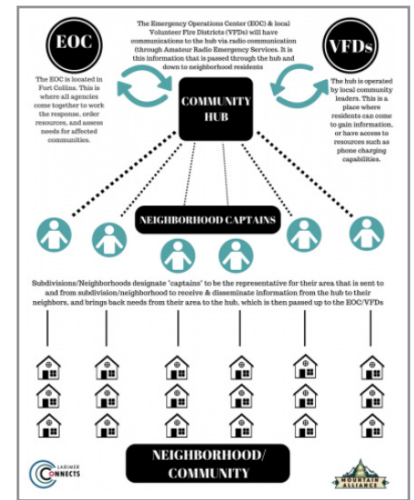 EOC
The Emergency Operations Center (EOC) & local
Volunteer Fire Districts (VFDs) will have
communications to the hub via radio communication
(through Amateur Radio Emergency Services. It is
this information that is passed through the hub and
down to neighborhood residents
VFDs
The EOC is located in
Fort Collins. This is
where all agencies
come together to work
the response, order
resources, and assess
needs for affected
communities.
COMMUNITY
HUB
The hub is operated
by local community
leaders. This is a
place where
residents can come
to gain information,
or have access to
resources such as
phone charging
capabilities.
NEIGHBORHOOD CAPTAINS
Subdivisions/Neighborhoods designate "captains" to be the representative for their area that is sent to
and from subdivision/neighborhood to receive & disseminate information from the hub to their
neighbors, and brings back needs from their area to the hub, which is then passed up to the EOC/VFDs
NEIGHBORHOOD/
COMMUNITY
LARIMER
CONNECTS
MOUNTAIN
ALLIANCE